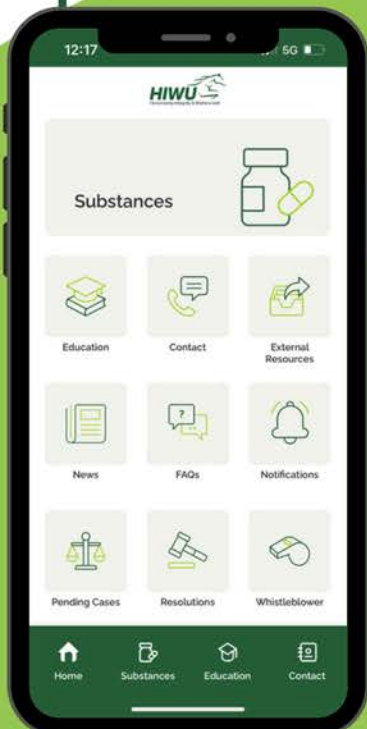 12:17
5G
HIWU
Substances
Education
Contact
External
Resources
News
FAQs
Notifications
Pending Cases
Resolutions
Whistleblower
Home
Substances
Education
Contact